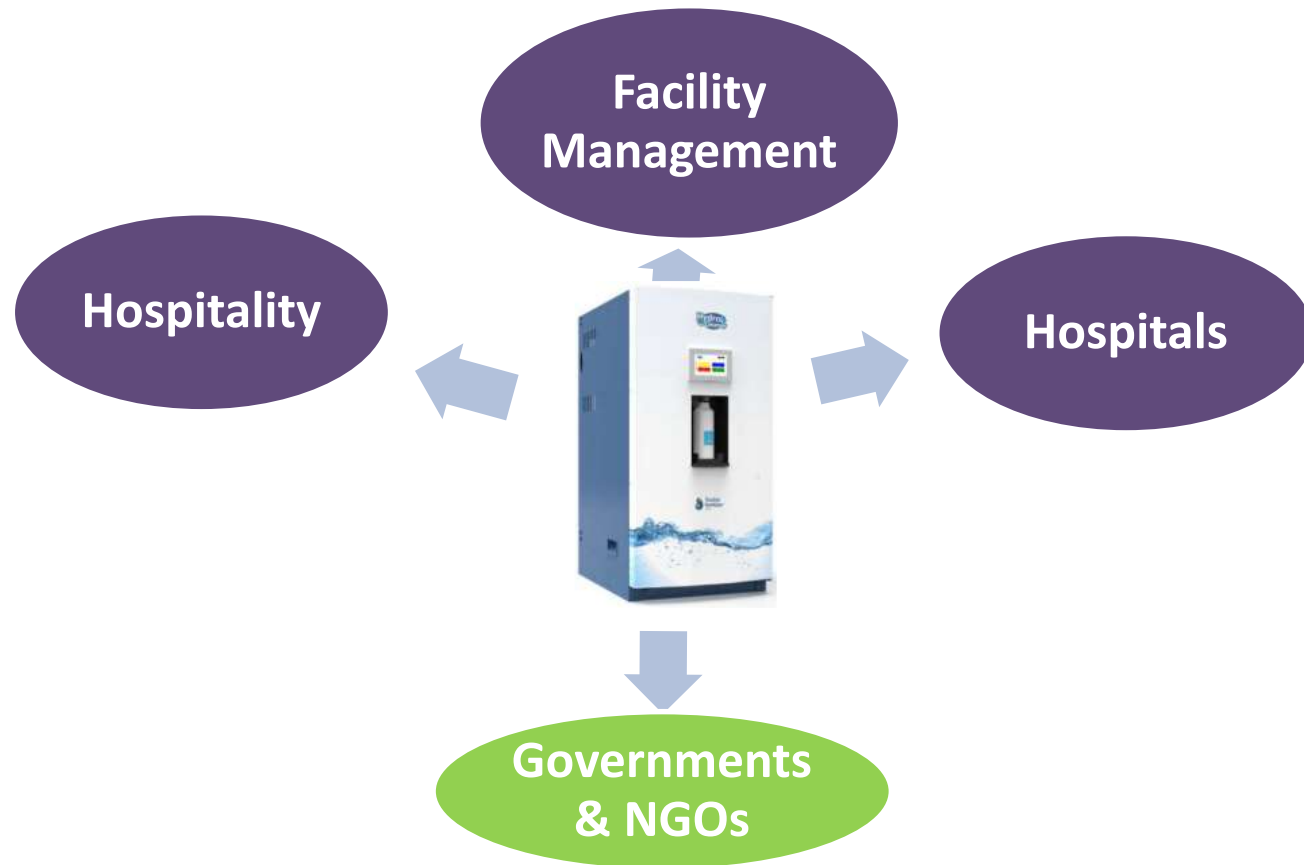 Facility
Management
Hospitality
Hospitals
Governments
& NGOs